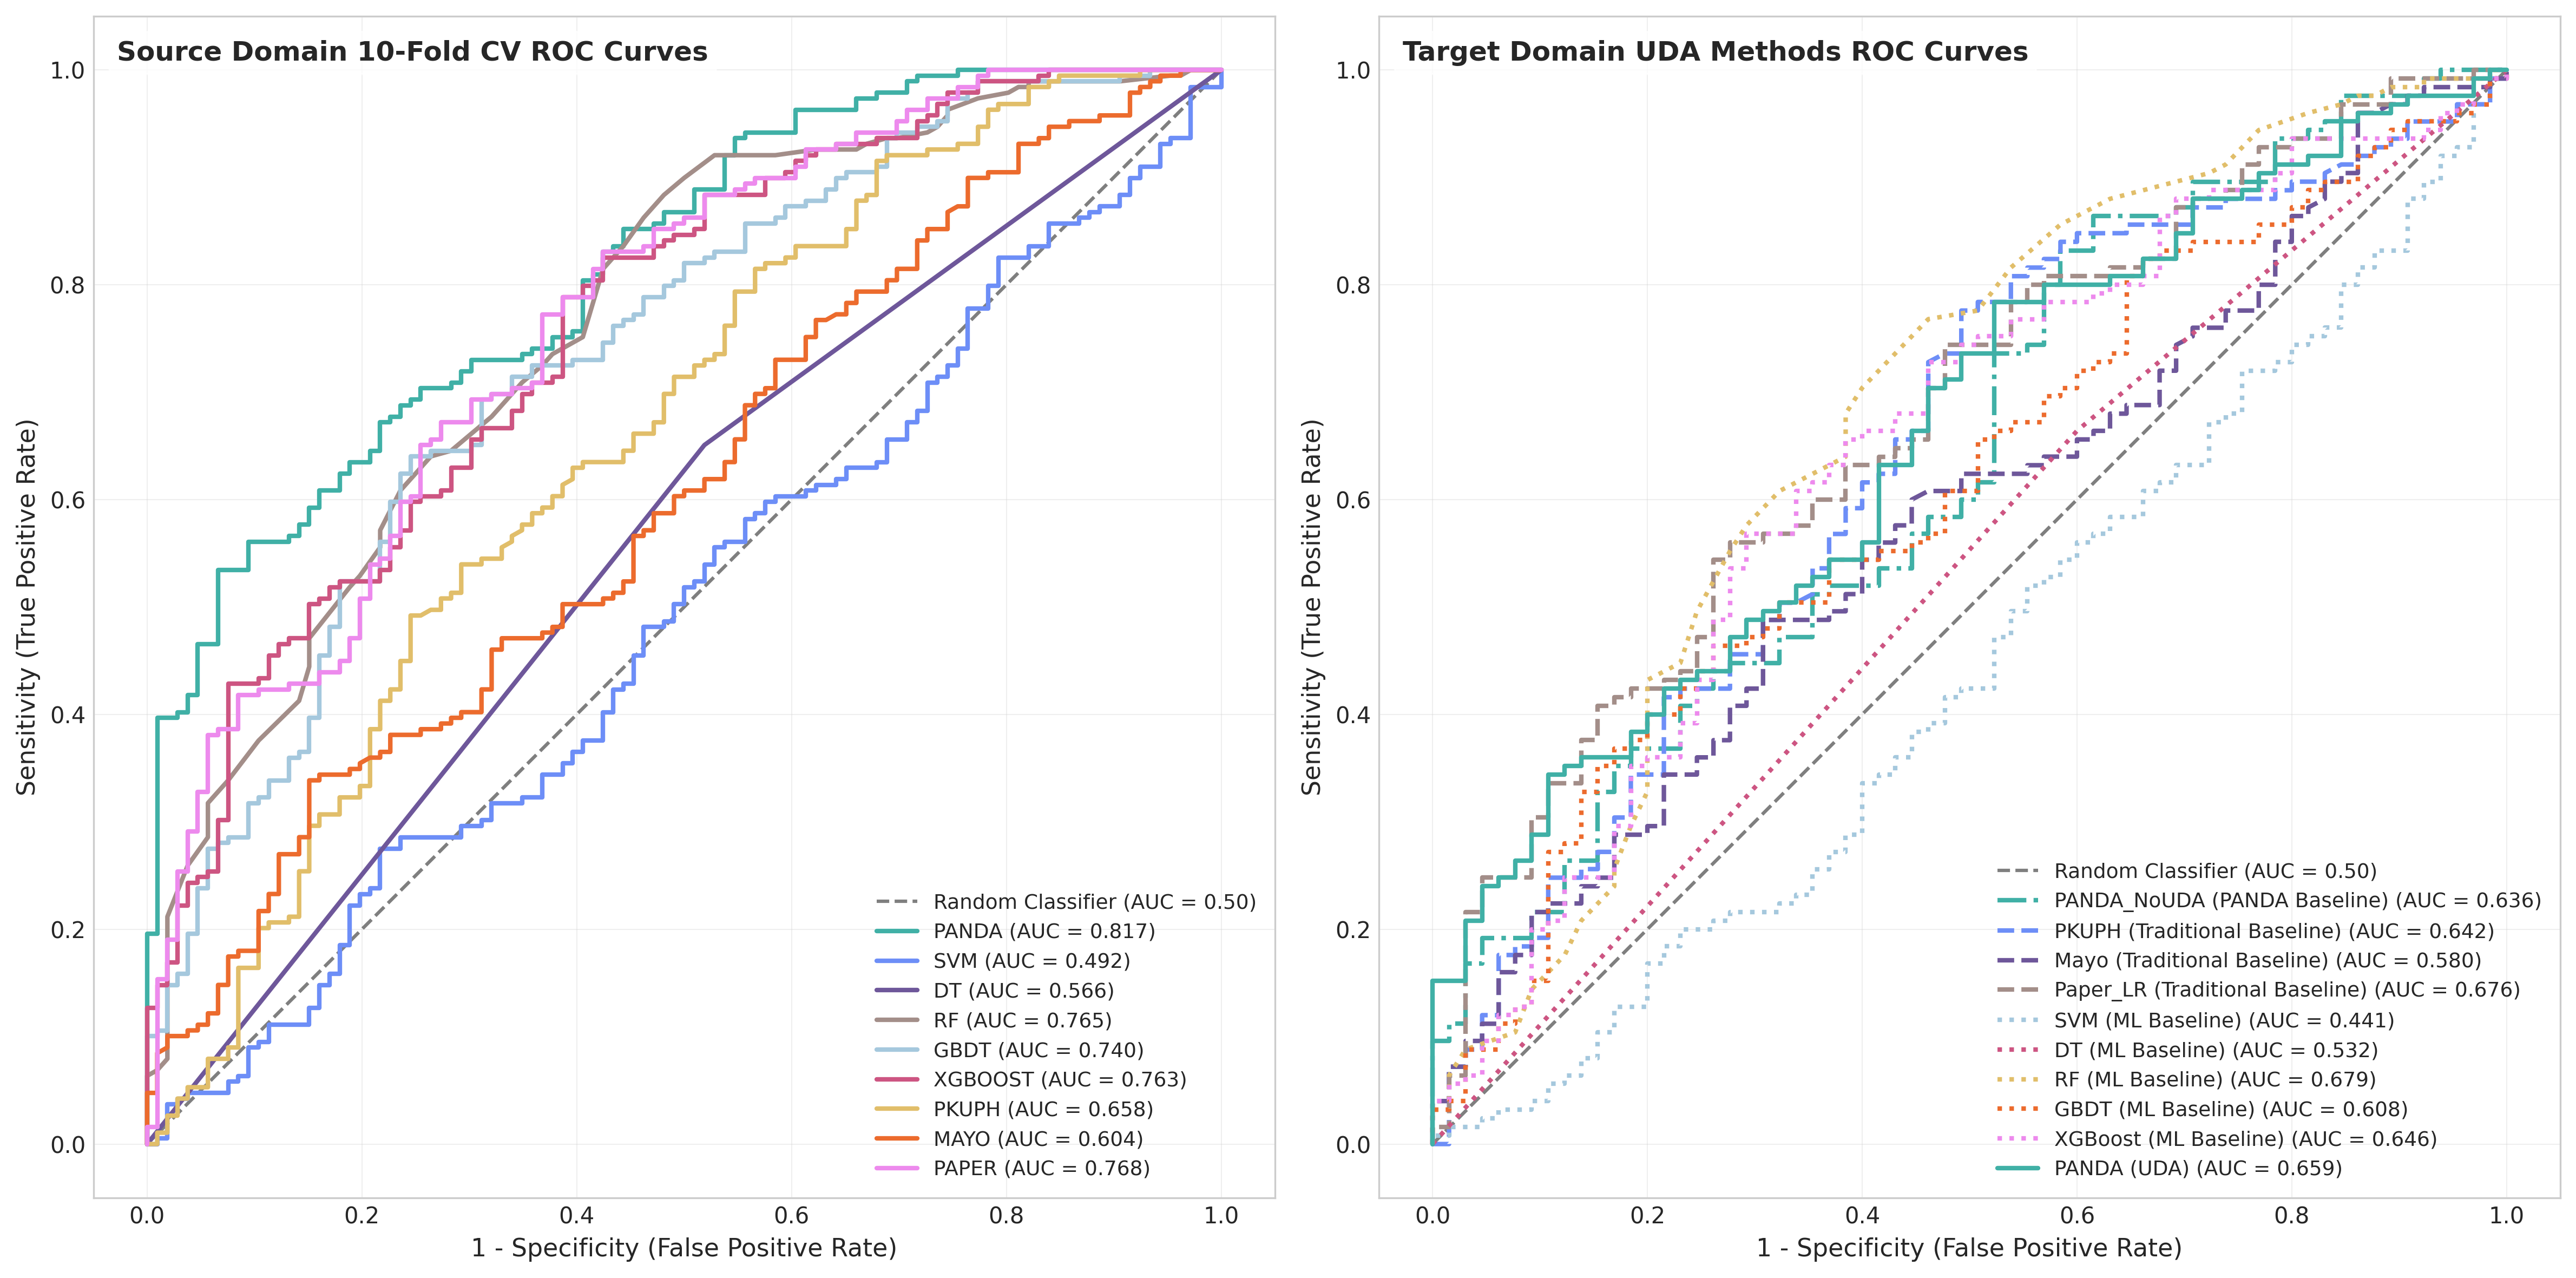 Source Domain 10-Fold CV ROC Curves
1.0
0.8
0.6
0.4
0.2
0.0
Sensitivity (True Positive Rate)
Random Classifier (AUC = 0.50)
PANDA (AUC = 0.817)
SVM (AUC = 0.492)
DT (AUC = 0.566)
RF (AUC = 0.765)
GBDT (AUC = 0.740)
XGBOOST (AUC = 0.763)
PKUPH (AUC = 0.658)
MAYO (AUC = 0.604)
PAPER (AUC = 0.768)
0.0 0.2 0.4 0.6 0.8 1.0
1 - Specificity (False Positive Rate)
Target Domain UDA Methods ROC Curves
1.0
0.8
0.6
0.4
0.2
0.0
Sensitivity (True Positive Rate)
Random Classifier (AUC = 0.50)
PANDA_NoUDA (PANDA Baseline) (AUC = 0.636)
PKUPH (Traditional Baseline) (AUC = 0.642)
Mayo (Traditional Baseline) (AUC = 0.580)
Paper_LR (Traditional Baseline) (AUC = 0.676)
SVM (ML Baseline) (AUC = 0.441)
DT (ML Baseline) (AUC = 0.532)
RF (ML Baseline) (AUC = 0.679)
GBDT (ML Baseline) (AUC = 0.608)
XGBoost (ML Baseline) (AUC = 0.646)
PANDA (UDA) (AUC = 0.659)
0.0 0.2 0.4 0.6 0.8 1.0
1 - Specificity (False Positive Rate)